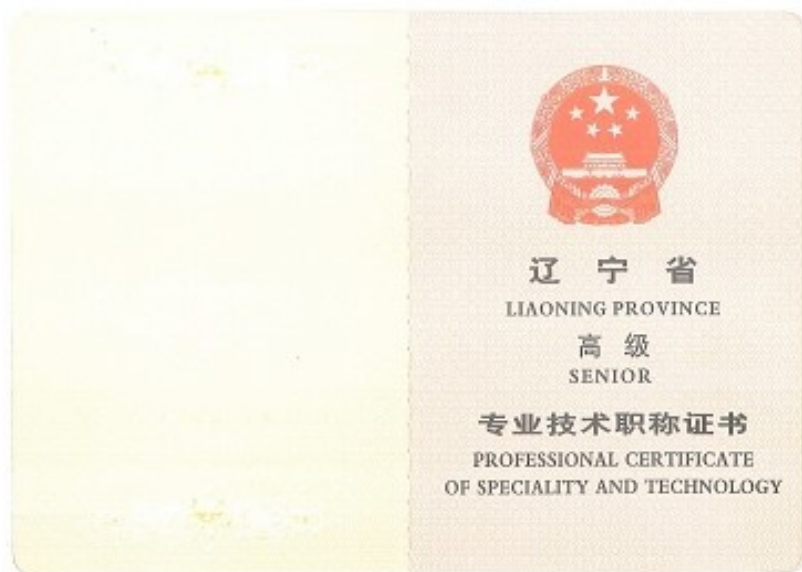 辽宁省
LIAONING PROVINCE
高级
SENIOR
专业技术职称证书
PROFESSIONAL CERTIFICATE
OF SPECIALITY AND TECHNOLOGY